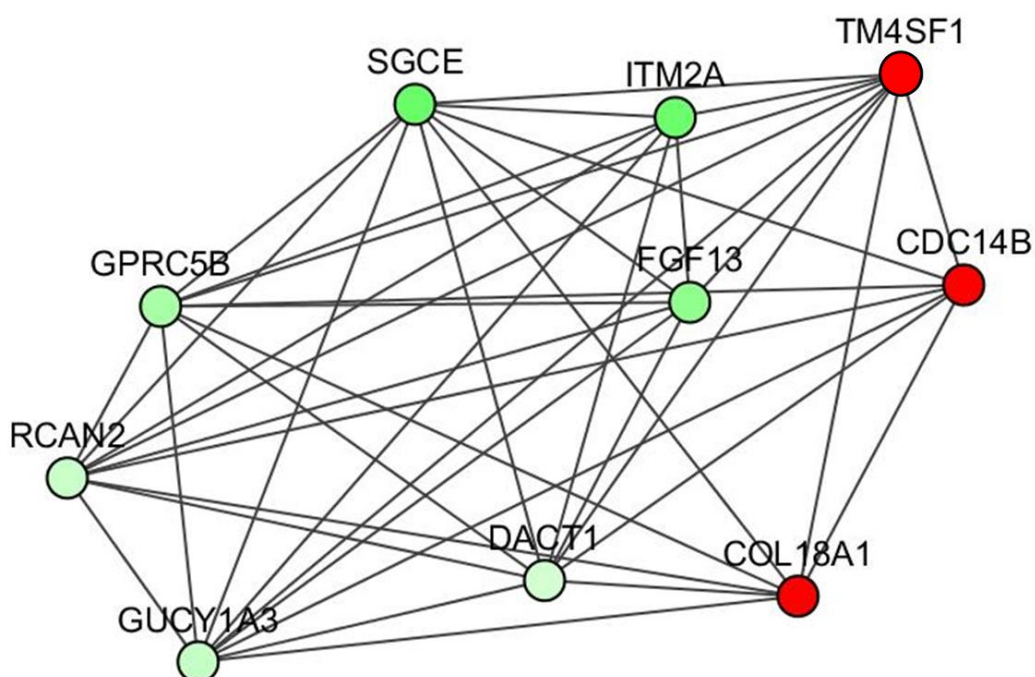 TM4SF1
SGCE
ITM2A
CDC14B
GPRC5B
FGF13
RCAN2
DACT1
COL18A1
GUCY1A3